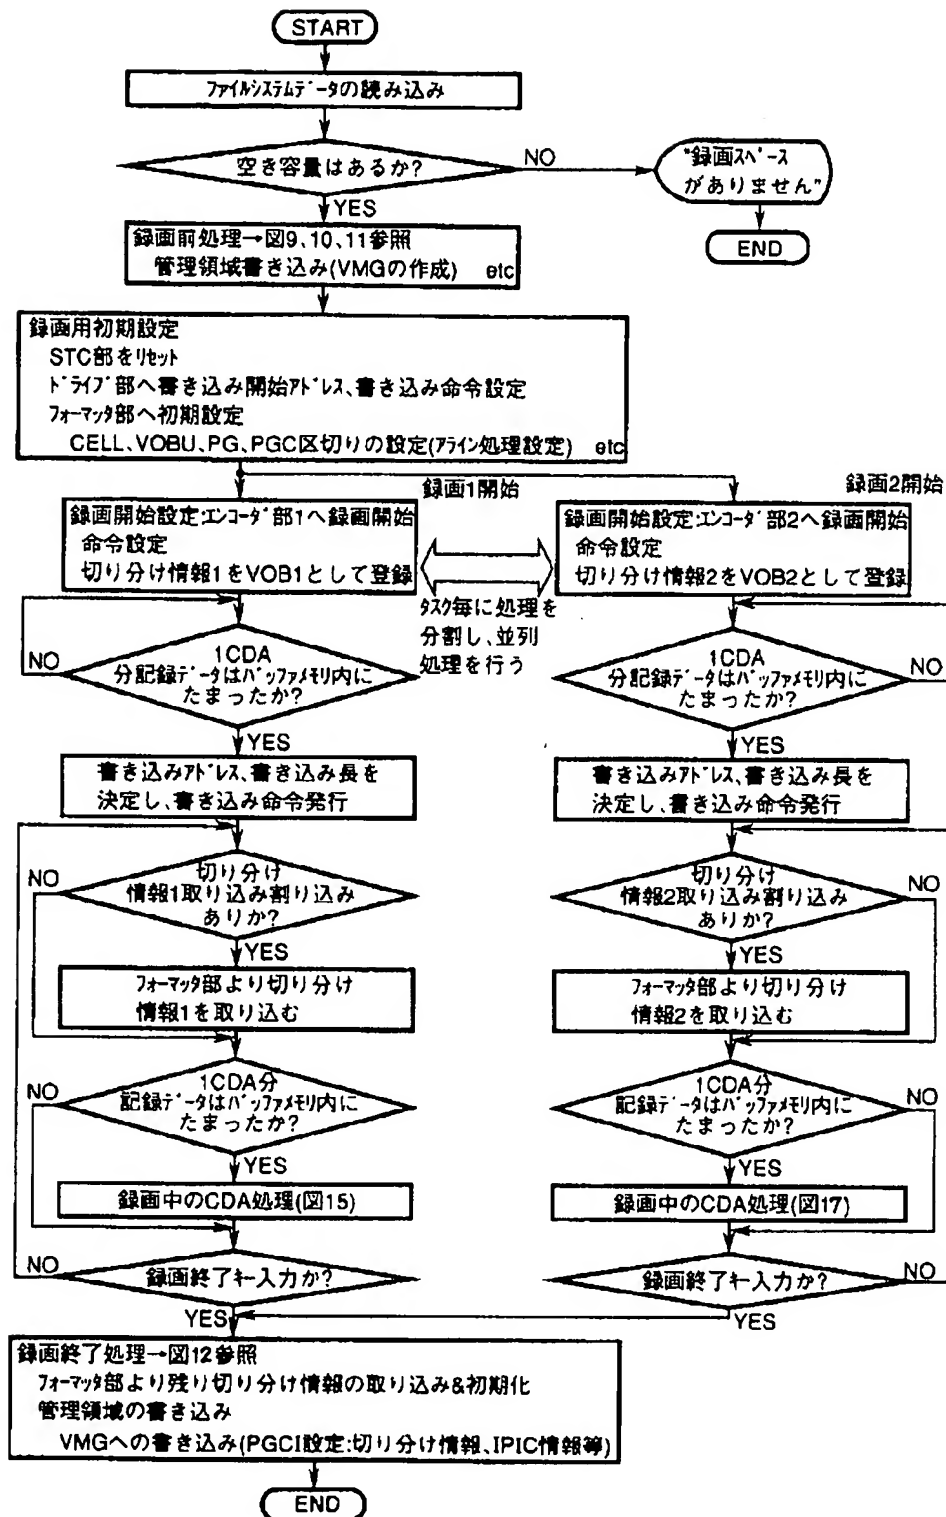 START
ファイルシステムデータの読み込み
空き容量はあるか?
NO
"録画スペース
がありません"
END
YES
録画前処理→図9、10、11参照
管理領域書き込み(VMGの作成) etc
録画用初期設定
STC部をリセット
ドライブ部へ書き込み開始アドレス、書き込み命令設定
フォーマッタ部へ初期設定
CELL、VOBU、PG、PGC区切りの設定(アライン処理設定) etc
録画1開始
録画2開始
録画開始設定:エンコーダ部1へ録画開始
命令設定
切り分け情報1をVOB1として登録
録画開始設定:エンコーダ部2へ録画開始
命令設定
切り分け情報2をVOB2として登録
タスク毎に処理を
分割し、並列
処理を行う
NO
1CDA
分記録データはバッファメモリ内に
たまったか?
YES
1CDA
分記録データはバッファメモリ内に
たまったか?
NO
YES
書き込みアドレス、書き込み長を
決定し、書き込み命令発行
書き込みアドレス、書き込み長を
決定し、書き込み命令発行
NO
切り分け
情報1取り込み割り込み
ありか?
YES
切り分け
情報2取り込み割り込み
ありか?
NO
YES
フォーマッタ部より切り分け
情報1を取り込む
フォーマッタ部より切り分け
情報2を取り込む
NO
1CDA分
記録データはバッファメモリ内に
たまったか?
YES
1CDA分
記録データはバッファメモリ内に
たまったか?
NO
YES
録画中のCDA処理(図15)
録画中のCDA処理(図17)
NO
録画終了キー入力か?
YES
録画終了キー入力か?
NO
YES
録画終了処理→図12参照
フォーマッタ部より残り切り分け情報の取り込み&初期化
管理領域の書き込み
VMGへの書き込み(PGCI設定:切り分け情報、IPIC情報等)
END